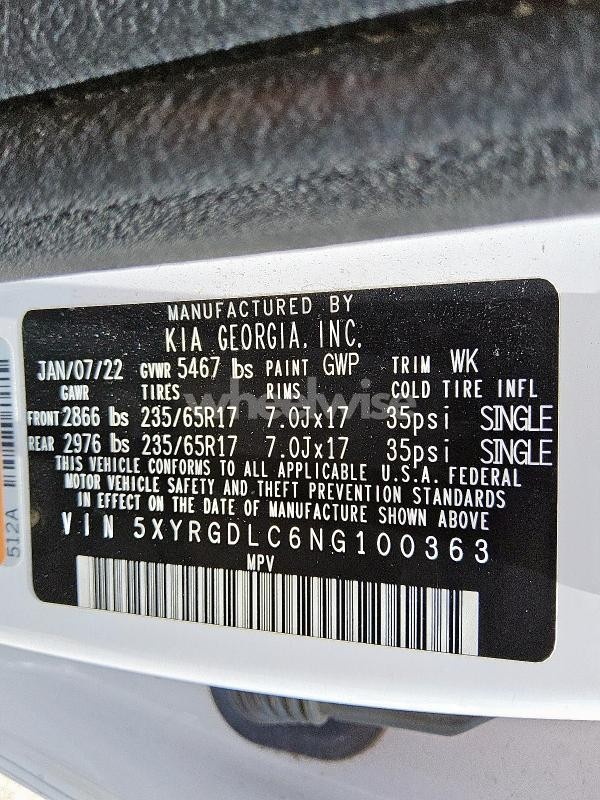 MANUFACTURED BY
KIA GEORGIA, INC.
JAN/07/22 GVWR 5467 lbs PAINT GWP TRIM WK
GAWR TIRES RIMS COLD TIRE INFL
FRONT 2866 lbs 235/65R17 7.0Jx17 35psi SINGLE
REAR 2976 lbs 235/65R17 7.0Jx17 35psi SINGLE
THIS VEHICLE CONFORMS TO ALL APPLICABLE U.S.A. FEDERAL
MOTOR VEHICLE SAFETY AND THEFT PREVENTION STANDARDS
IN EFFECT ON THE DATE OF MANUFACTURE SHOWN ABOVE
VIN 5XYRGDLC6NG100363
MPV
512A
wheelwise